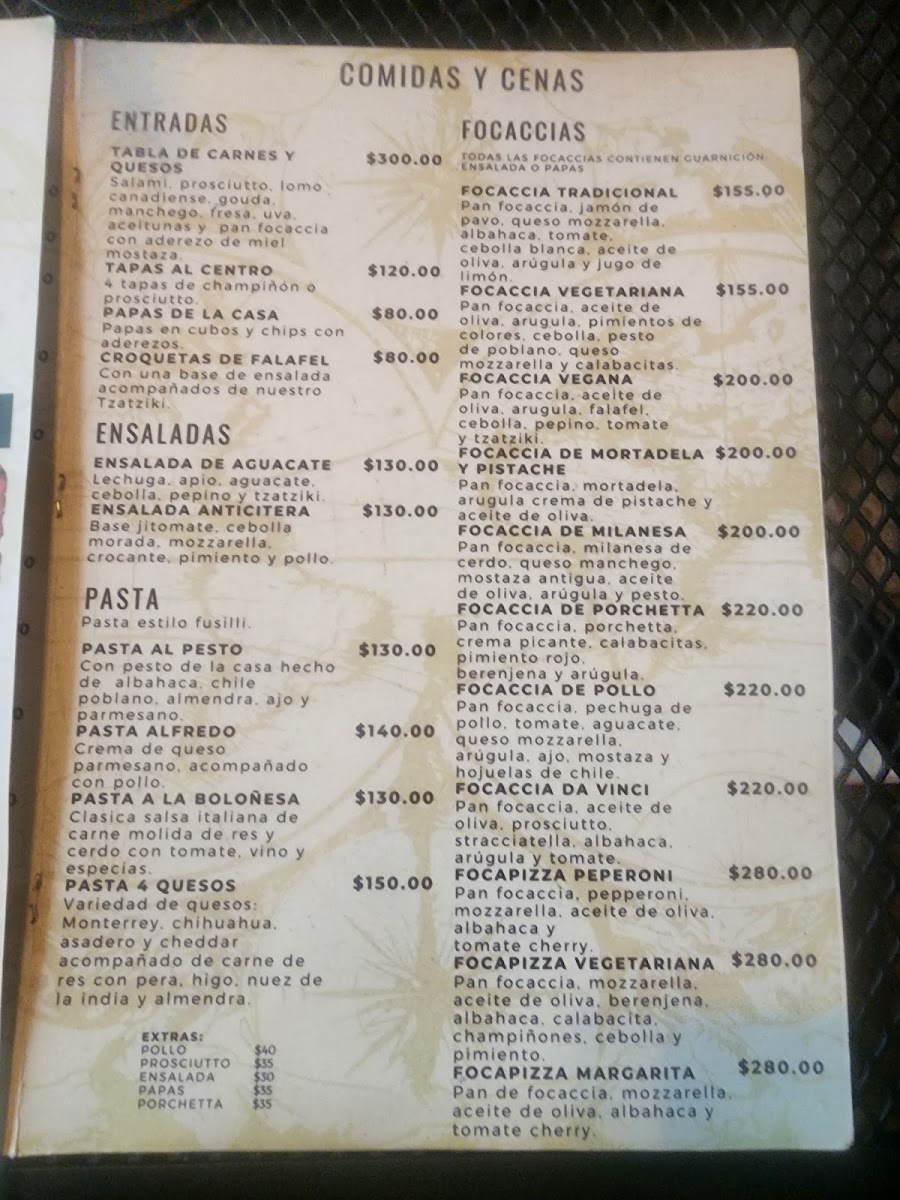 COMIDAS Y CENAS
ENTRADAS
TABLA DE CARNES Y QUESOS $300.00
Salami, prosciutto, lomo
canadiense, gouda,
manchego, fresa, uva,
aceitunas y pan focaccia
con aderezo de miel
mostaza.
TAPAS AL CENTRO $120.00
4 tapas de champiñón o
prosciutto.
PAPAS DE LA CASA $80.00
Papas en cubos y chips con
aderezos.
CROQUETAS DE FALAFEL $80.00
Con una base de ensalada
acompañados de nuestro
Tzatziki.
ENSALADAS
ENSALADA DE AGUACATE $130.00
Lechuga, apio, aguacate,
cebolla, pepino y tzatziki.
ENSALADA ANTICITERA $130.00
Base jitomate, cebolla
morada, mozzarella,
crocante, pimiento y pollo.
PASTA
Pasta estilo fusilli.
PASTA AL PESTO $130.00
Con pesto de la casa hecho
de albahaca, chile
poblano, almendra, ajo y
parmesano.
PASTA ALFREDO $140.00
Crema de queso
parmesano, acompañado
con pollo.
PASTA A LA BOLOÑESA $130.00
Clasica salsa italiana de
carne molida de res y
cerdo con tomate, vino y
especias.
PASTA 4 QUESOS $150.00
Variedad de quesos:
Monterrey, chihuahua,
asadero y cheddar
acompañado de carne de
res con pera, higo, nuez de
la india y almendra.
EXTRAS:
POLLO $40
PROSCIUTTO $35
ENSALADA $30
PAPAS $35
PORCHETTA $35
FOCACCIAS
TODAS LAS FOCACCIAS CONTIENEN GUARNICIÓN:
ENSALADA O PAPAS
FOCACCIA TRADICIONAL $155.00
Pan focaccia, jamón de
pavo, queso mozzarella,
albahaca, tomate,
cebolla blanca, aceite de
oliva, arúgula y jugo de
limón.
FOCACCIA VEGETARIANA $155.00
Pan focaccia, aceite de
oliva, arugula, pimientos de
colores, cebolla, pesto
de poblano, queso
mozzarella y calabacitas.
FOCACCIA VEGANA $200.00
Pan focaccia, aceite de
oliva, arugula, falafel,
cebolla, pepino, tomate
y tzatziki.
FOCACCIA DE MORTADELA $200.00
Y PISTACHE
Pan focaccia, mortadela,
arugula crema de pistache y
aceite de oliva.
FOCACCIA DE MILANESA $200.00
Pan focaccia, milanesa de
cerdo, queso manchego,
mostaza antigua, aceite
de oliva, arúgula y pesto.
FOCACCIA DE PORCHETTA $220.00
Pan focaccia, porchetta,
crema picante, calabacitas,
pimiento rojo,
berenjena y arúgula.
FOCACCIA DE POLLO $220.00
Pan focaccia, pechuga de
pollo, tomate, aguacate,
queso mozzarella,
arúgula, ajo, mostaza y
hojuelas de chile.
FOCACCIA DA VINCI $220.00
Pan focaccia, aceite de
oliva, prosciutto,
stracciatella, albahaca,
arúgula y tomate.
FOCAPIZZA PEPERONI $280.00
Pan focaccia, pepperoni,
mozzarella, aceite de oliva,
albahaca y
tomate cherry.
FOCAPIZZA VEGETARIANA $280.00
Pan focaccia, mozzarella,
aceite de oliva, berenjena,
albahaca, calabacita,
champiñones, cebolla y
pimiento.
FOCAPIZZA MARGARITA $280.00
Pan de focaccia, mozzarella,
aceite de oliva, albahaca y
tomate cherry.